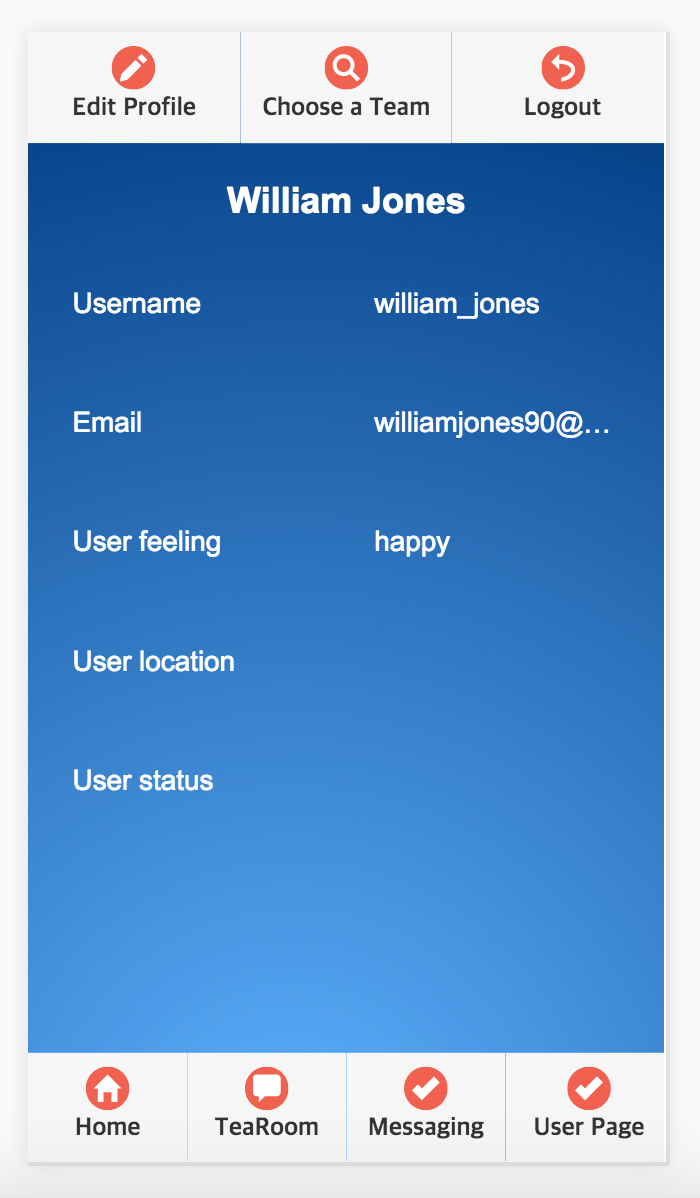 Edit Profile Choose a Team Logout
William Jones
Username william_jones
Email williamjones90@...
User feeling happy
User location
User status
Home TeaRoom Messaging User Page